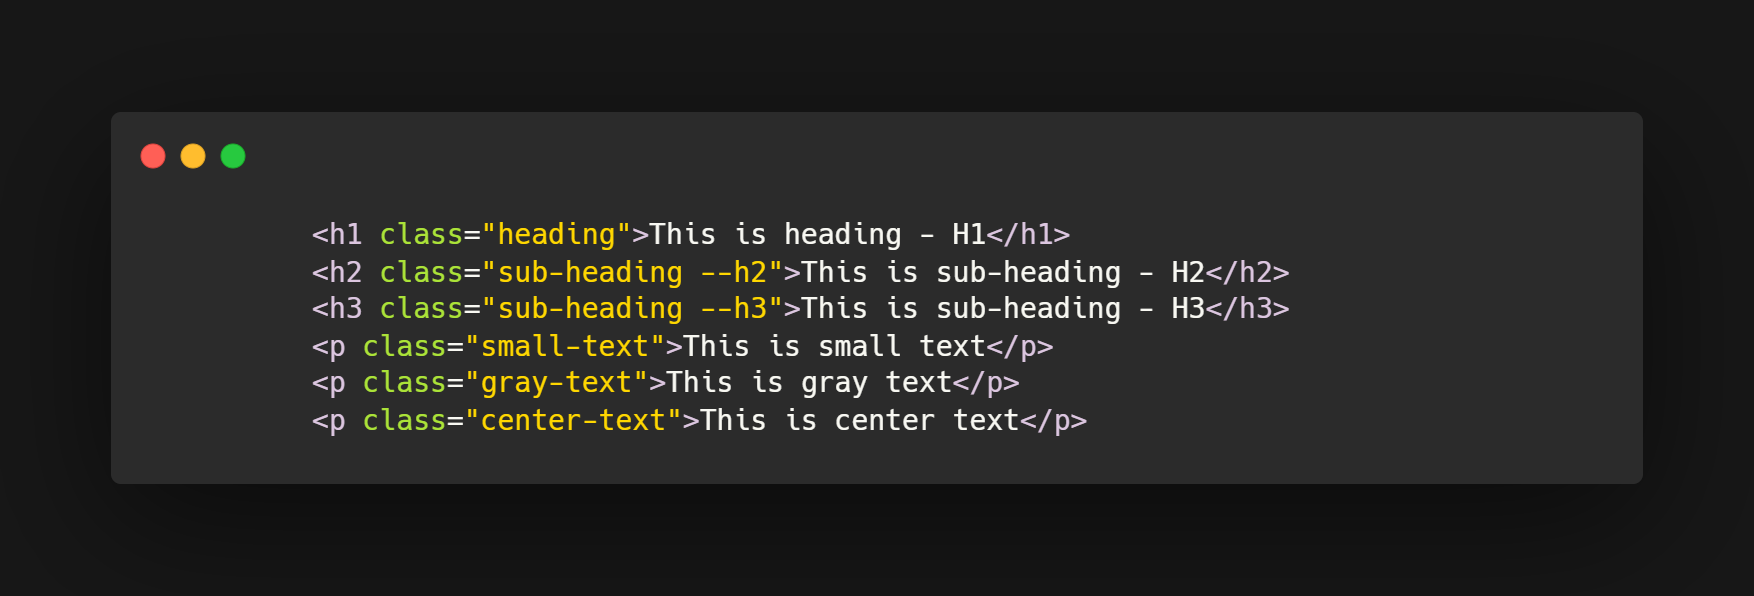 <h1 class="heading">This is heading - H1</h1>
<h2 class="sub-heading --h2">This is sub-heading - H2</h2>
<h3 class="sub-heading --h3">This is sub-heading - H3</h3>
<p class="small-text">This is small text</p>
<p class="gray-text">This is gray text</p>
<p class="center-text">This is center text</p>